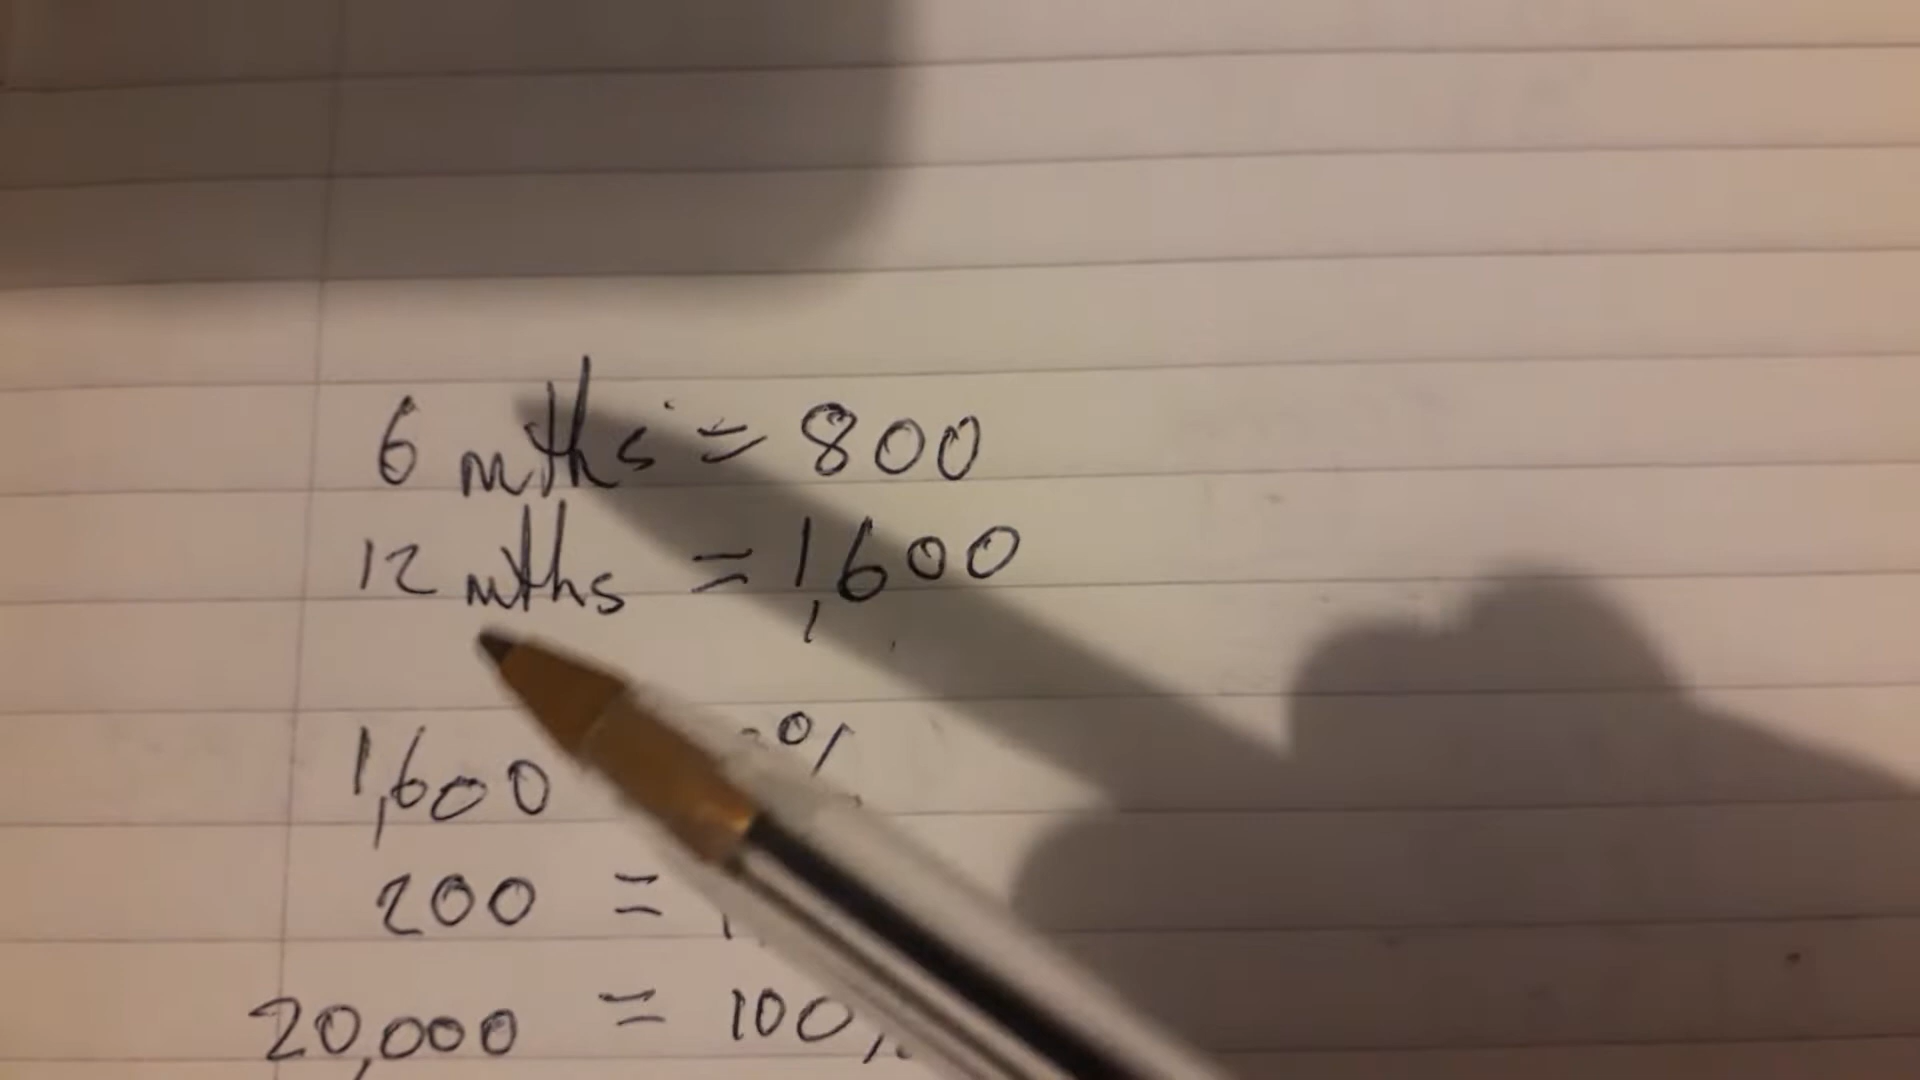 6 mths = 800
12 mths = 1,600
1,600 %
200 =
20,000 = 100